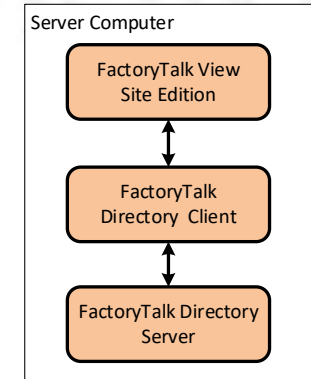 Server Computer
FactoryTalk View
Site Edition
FactoryTalk
Directory Client
FactoryTalk Directory
Server